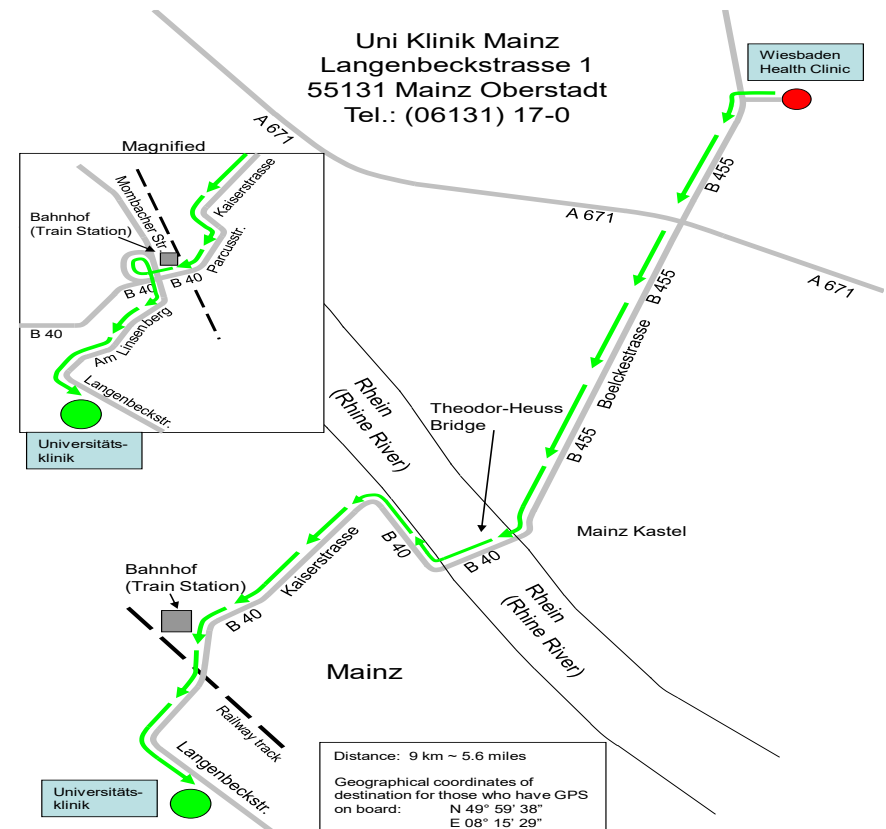 Uni Klinik Mainz
Langenbeckstrasse 1
55131 Mainz Oberstadt
Tel.: (06131) 17-0
Wiesbaden
Health Clinic
A 671
Magnified
B 455
Kaiserstrasse
Mombacher Str.
Bahnhof
(Train Station)
Parcusstr.
A 671
B 40
B 40
B 455
A 671
B 40
Am Linsenberg
Langenbeckstr.
Boelckestrasse
Rhein
(Rhine River)
Theodor-Heuss
Bridge
Universitäts-
klinik
B 455
Mainz Kastel
B 40
B 40
Kaiserstrasse
Bahnhof
(Train Station)
B 40
Rhein
(Rhine River)
Mainz
Railway track
Langenbeckstr.
Universitäts-
klinik
Distance: 9 km ~ 5.6 miles
Geographical coordinates of
destination for those who have GPS
on board: N 49° 59' 38"
E 08° 15' 29"